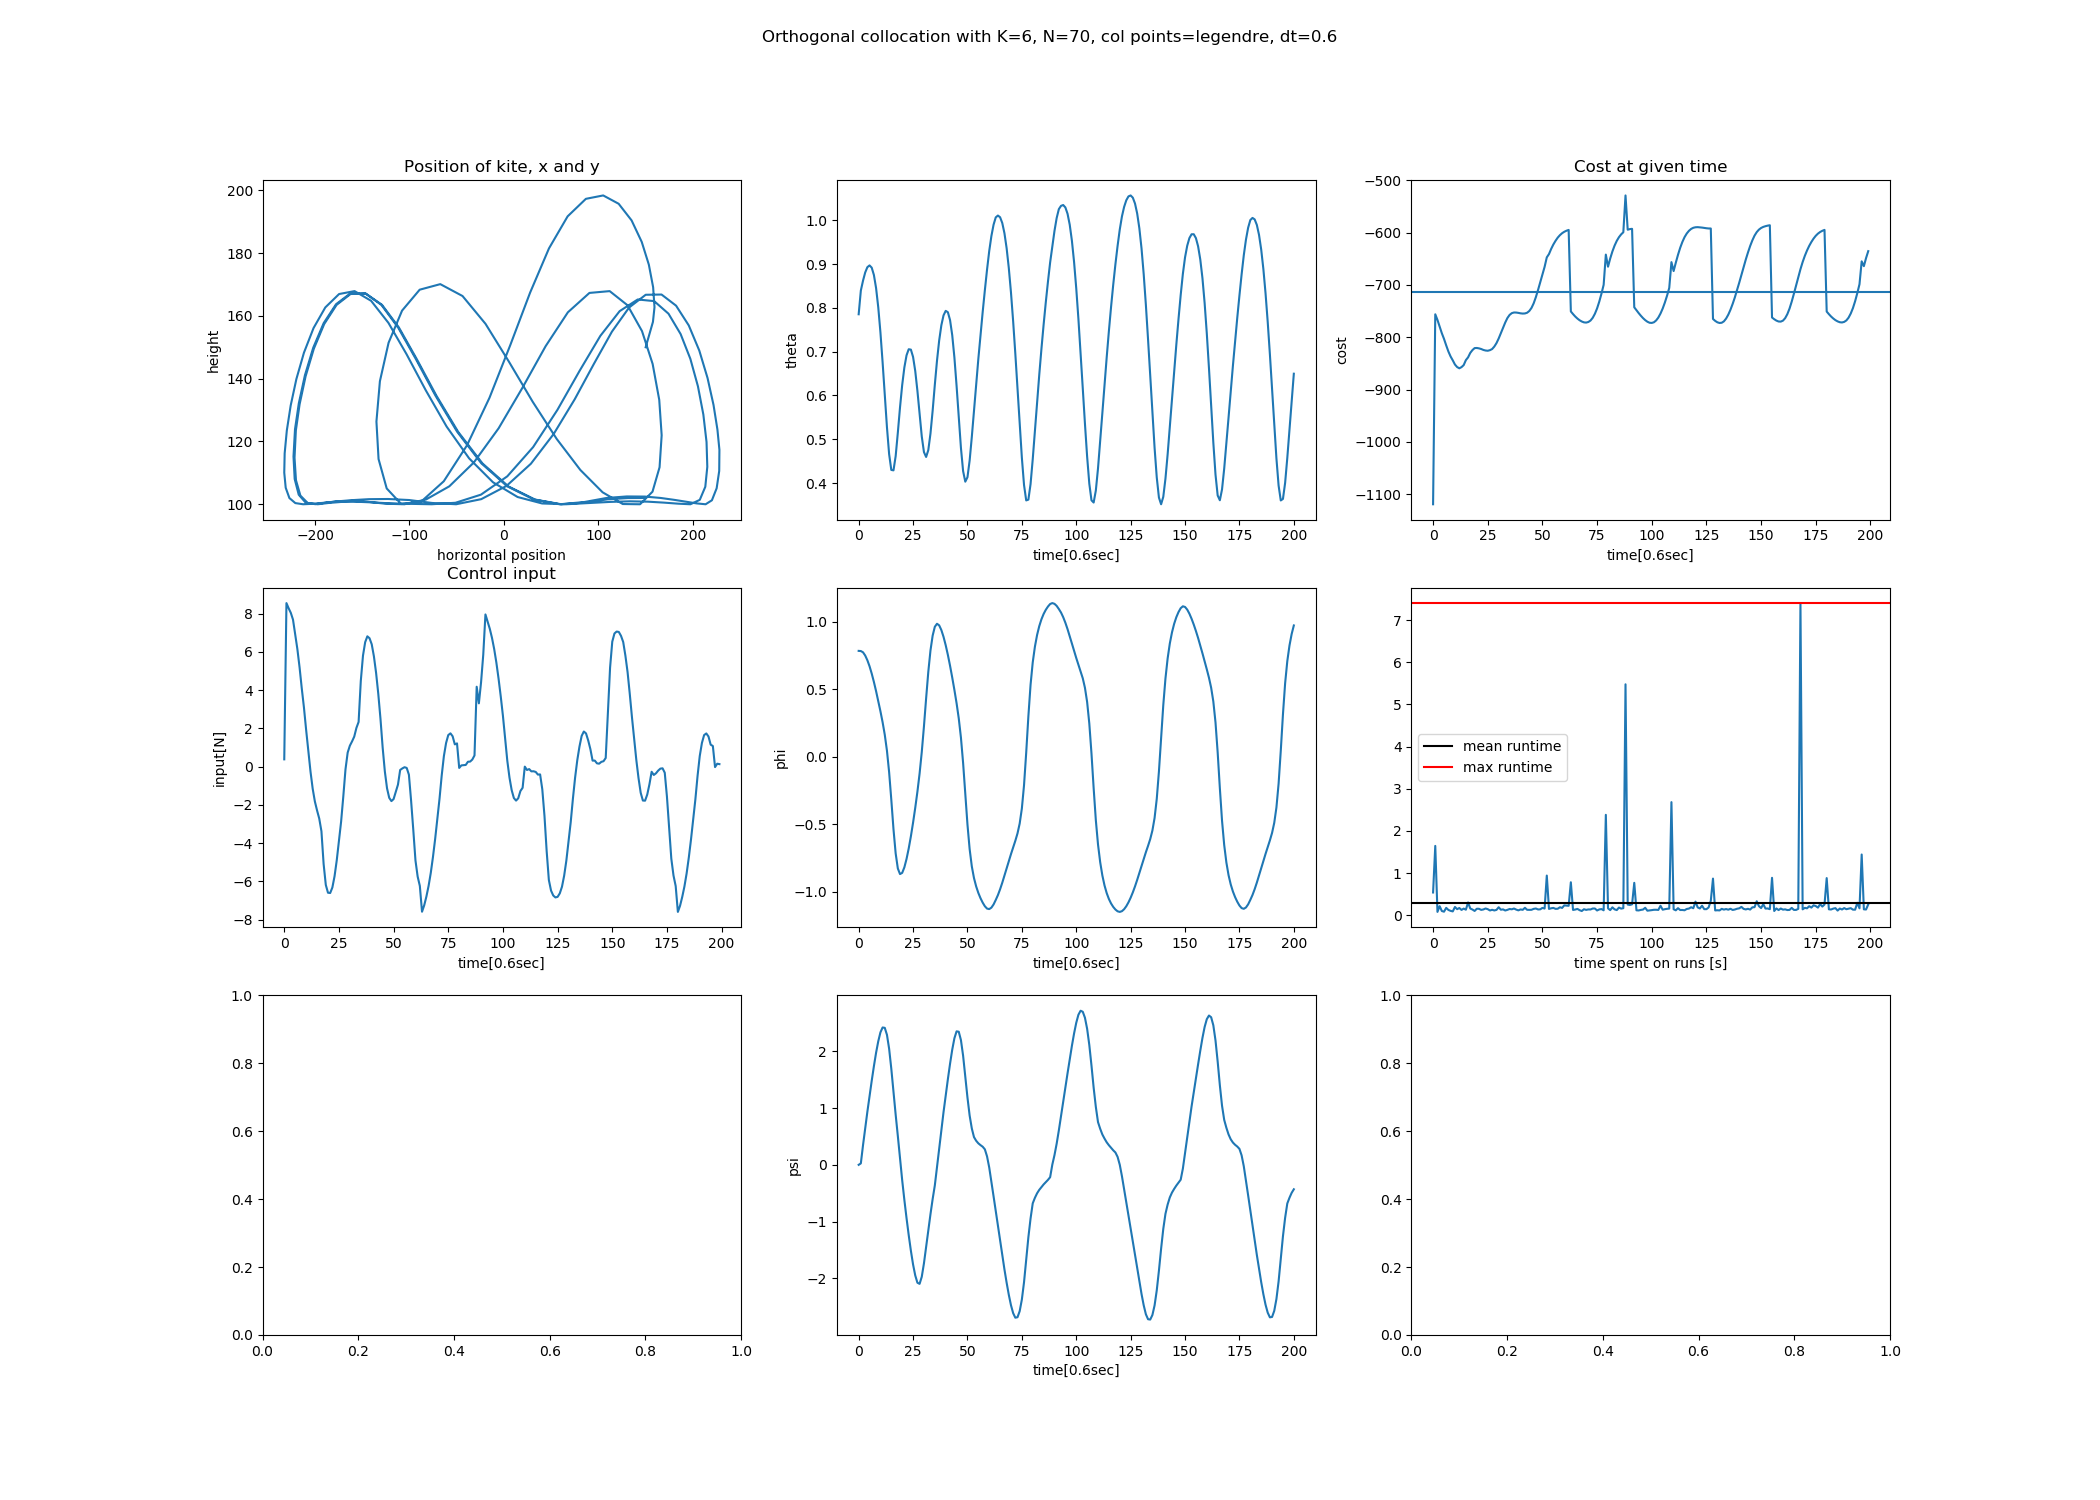 Orthogonal collocation with K=6, N=70, col points=legendre, dt=0.6
Position of kite, x and y
200
180
160
140
120
100
height
−200 −100 0 100 200
horizontal position
1.0
0.9
0.8
0.7
0.6
0.5
0.4
theta
0 25 50 75 100 125 150 175 200
time[0.6sec]
Cost at given time
−500
−600
−700
−800
−900
−1000
−1100
cost
0 25 50 75 100 125 150 175 200
time[0.6sec]
Control input
8
6
4
2
0
−2
−4
−6
−8
input[N]
0 25 50 75 100 125 150 175 200
time[0.6sec]
1.0
0.5
0.0
−0.5
−1.0
phi
0 25 50 75 100 125 150 175 200
time[0.6sec]
7
6
5
4
3
2
1
0
mean runtime
max runtime
0 25 50 75 100 125 150 175 200
time spent on runs [s]
1.0
0.8
0.6
0.4
0.2
0.0
0.0 0.2 0.4 0.6 0.8 1.0
2
1
0
−1
−2
psi
0 25 50 75 100 125 150 175 200
time[0.6sec]
1.0
0.8
0.6
0.4
0.2
0.0
0.0 0.2 0.4 0.6 0.8 1.0